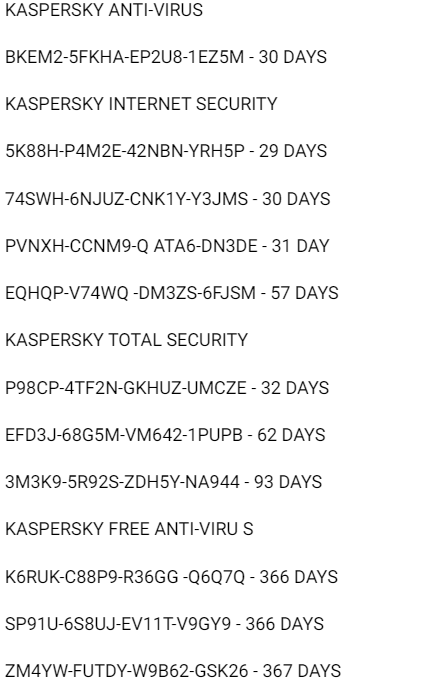 KASPERSKY ANTI-VIRUS
BKEM2-5FKHA-EP2U8-1EZ5M - 30 DAYS
KASPERSKY INTERNET SECURITY
5K88H-P4M2E-42NBN-YRH5P - 29 DAYS
74SWH-6NJUZ-CNK1Y-Y3JMS - 30 DAYS
PVNXH-CCNM9-Q ATA6-DN3DE - 31 DAY
EQHQP-V74WQ -DM3ZS-6FJSM - 57 DAYS
KASPERSKY TOTAL SECURITY
P98CP-4TF2N-GKHUZ-UMCZE - 32 DAYS
EFD3J-68G5M-VM642-1PUPB - 62 DAYS
3M3K9-5R92S-ZDH5Y-NA944 - 93 DAYS
KASPERSKY FREE ANTI-VIRU S
K6RUK-C88P9-R36GG -Q6Q7Q - 366 DAYS
SP91U-6S8UJ-EV11T-V9GY9 - 366 DAYS
ZM4YW-FUTDY-W9B62-GSK26 - 367 DAYS